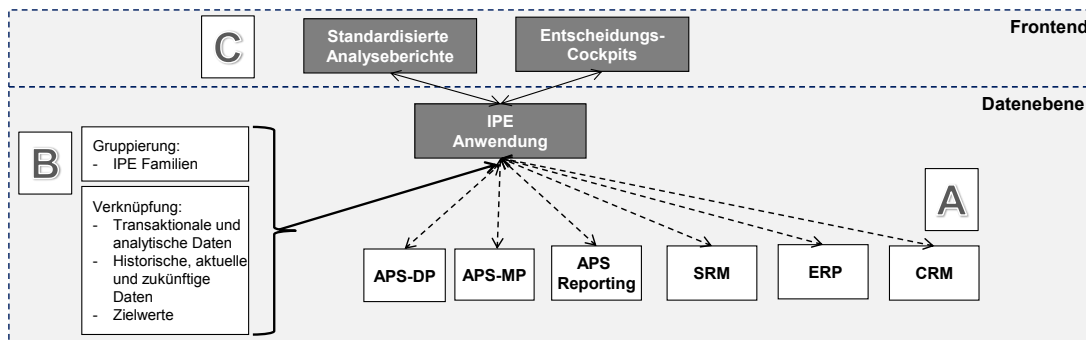 Frontend
C
Standardisierte
Analyseberichte
Entscheidungs-
Cockpits
Datenebene
IPE
Anwendung
B
Gruppierung:
- IPE Familien
Verknüpfung:
- Transaktionale und
analytische Daten
- Historische, aktuelle
und zukünftige
Daten
- Zielwerte
A
APS-DP
APS-MP
APS
Reporting
SRM
ERP
CRM